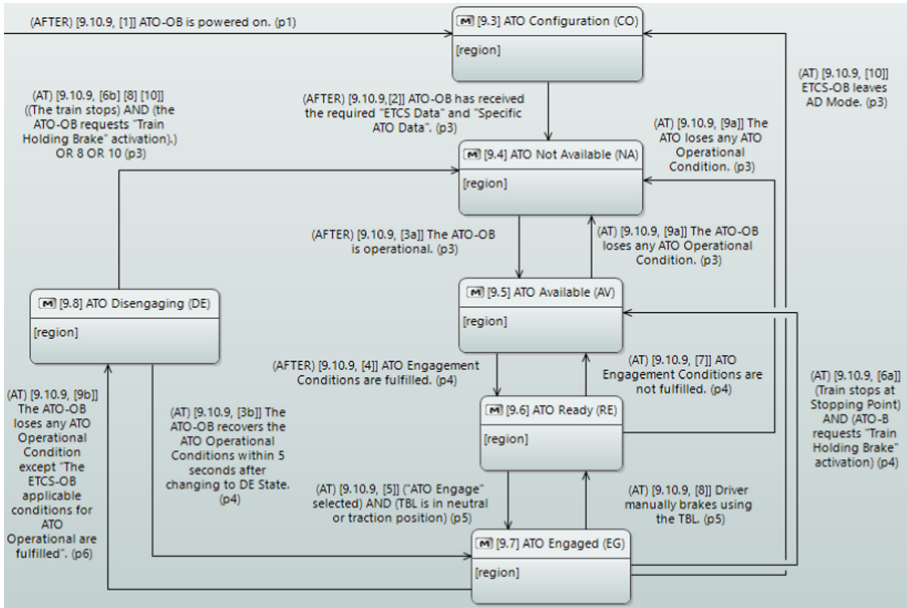 (AFTER) [9.10.9, [1]] ATO-OB is powered on. (p1)
[9.3] ATO Configuration (CO)
[region]
(AT) [9.10.9, [10]]
ETCS-OB leaves
AD Mode. (p3)
(AT) [9.10.9, [6b] [8] [10]]
((The train stops) AND (the
ATO-OB requests "Train
Holding Brake" activation).)
OR 8 OR 10 (p3)
(AFTER) [9.10.9,[2]] ATO-OB has received
the required "ETCS Data" and "Specific
ATO Data". (p3)
(AT) [9.10.9, [9a]] The
ATO loses any ATO
Operational
Condition. (p3)
[9.4] ATO Not Available (NA)
[region]
(AFTER) [9.10.9, [3a]] The ATO-OB
is operational. (p3)
(AT) [9.10.9, [9a]] The ATO-OB
loses any ATO Operational
Condition. (p3)
[9.8] ATO Disengaging (DE)
[region]
[9.5] ATO Available (AV)
[region]
(AFTER) [9.10.9, [4]] ATO Engagement
Conditions are fulfilled. (p4)
(AT) [9.10.9, [7]] ATO
Engagement Conditions are
not fulfilled. (p4)
(AT) [9.10.9, [6a]]
(Train stops at
Stopping Point)
AND (ATO-B
requests "Train
Holding Brake"
activation) (p4)
(AT) [9.10.9, [9b]]
The ATO-OB
loses any ATO
Operational
Condition
except "The
ETCS-OB
applicable
conditions for
ATO
Operational are
fulfilled". (p6)
(AT) [9.10.9, [3b]] The
ATO-OB recovers the
ATO Operational
Conditions within 5
seconds after
changing to DE State.
(p4)
[9.6] ATO Ready (RE)
[region]
(AT) [9.10.9, [5]] ("ATO Engage"
selected) AND (TBL is in neutral
or traction position) (p5)
(AT) [9.10.9, [8]] Driver
manually brakes using
the TBL. (p5)
[9.7] ATO Engaged (EG)
[region]